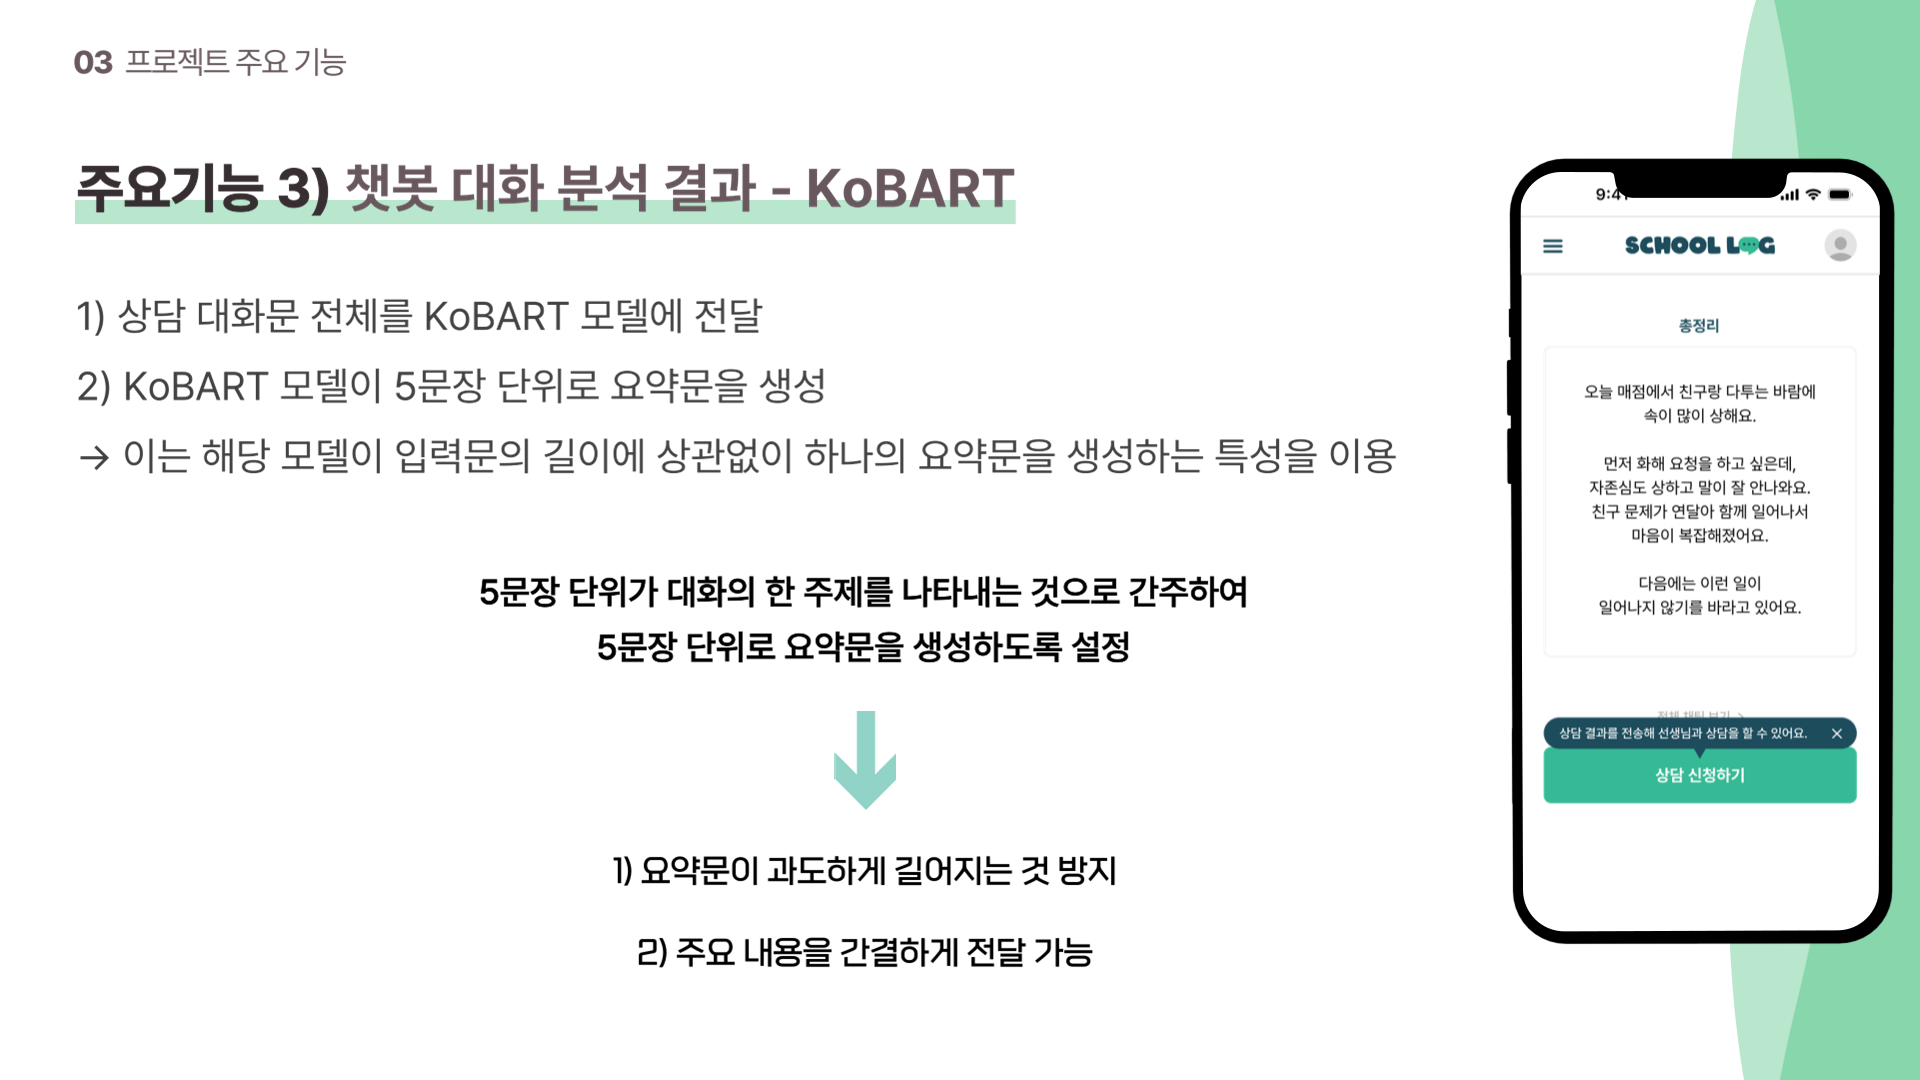 03 프로젝트 주요 기능
주요기능 3) 챗봇 대화 분석 결과 - KoBART
1) 상담 대화문 전체를 KoBART 모델에 전달
2) KoBART 모델이 5문장 단위로 요약문을 생성
→ 이는 해당 모델이 입력문의 길이에 상관없이 하나의 요약문을 생성하는 특성을 이용
5문장 단위가 대화의 한 주제를 나타내는 것으로 간주하여
5문장 단위로 요약문을 생성하도록 설정
1) 요약문이 과도하게 길어지는 것 방지
2) 주요 내용을 간결하게 전달 가능
SCHOOL LOG
총정리
오늘 매점에서 친구랑 다투는 바람에
속이 많이 상해요.
먼저 화해 요청을 하고 싶은데,
자존심도 상하고 말이 잘 안나와요.
친구 문제가 연달아 함께 일어나서
마음이 복잡해졌어요.
다음에는 이런 일이
일어나지 않기를 바라고 있어요.
상담 결과를 전송해 선생님과 상담을 할 수 있어요.
상담 신청하기